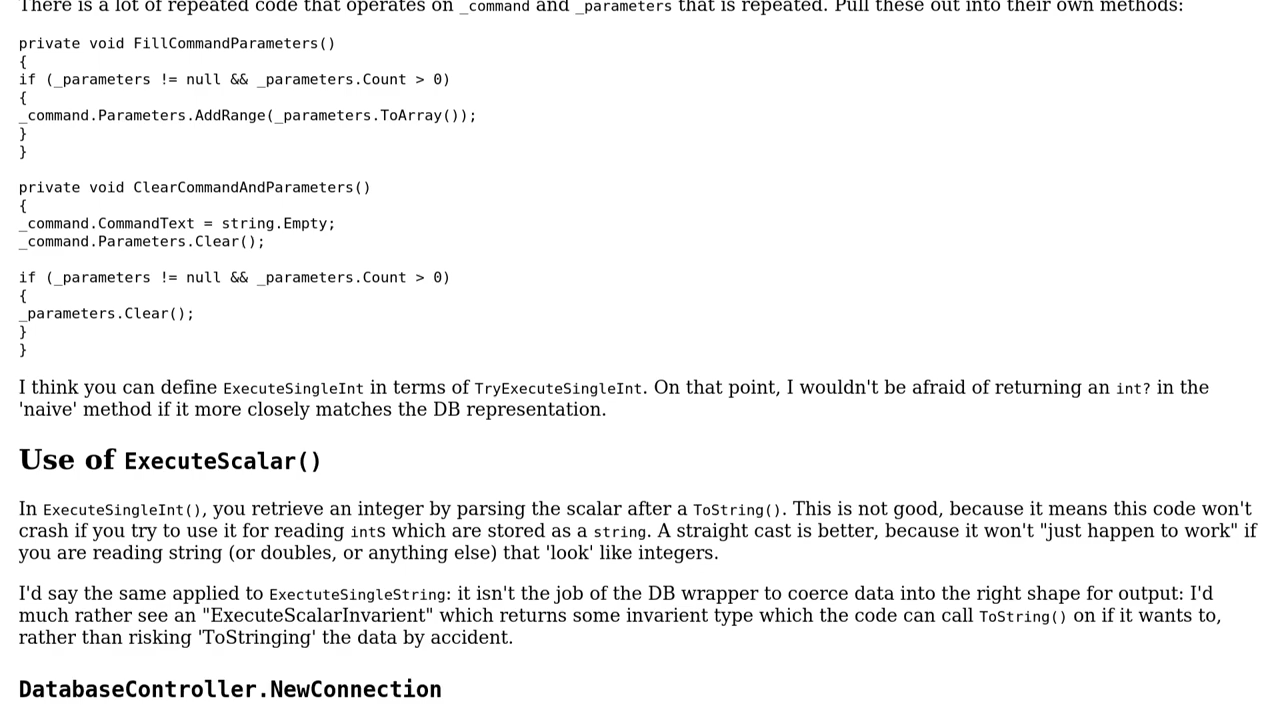 There is a lot of repeated code that operates on _command and _parameters that is repeated. Pull these out into their own methods:
private void FillCommandParameters()
{
if (_parameters != null && _parameters.Count > 0)
{
_command.Parameters.AddRange(_parameters.ToArray());
}
}
private void ClearCommandAndParameters()
{
_command.CommandText = string.Empty;
_command.Parameters.Clear();
if (_parameters != null && _parameters.Count > 0)
{
_parameters.Clear();
}
}
I think you can define ExecuteSingleInt in terms of TryExecuteSingleInt. On that point, I wouldn't be afraid of returning an int? in the
'naive' method if it more closely matches the DB representation.
Use of ExecuteScalar()
In ExecuteSingleInt(), you retrieve an integer by parsing the scalar after a ToString(). This is not good, because it means this code won't
crash if you try to use it for reading ints which are stored as a string. A straight cast is better, because it won't "just happen to work" if
you are reading string (or doubles, or anything else) that 'look' like integers.
I'd say the same applied to ExectuteSingleString: it isn't the job of the DB wrapper to coerce data into the right shape for output: I'd
much rather see an "ExecuteScalarInvarient" which returns some invarient type which the code can call ToString() on if it wants to,
rather than risking 'ToStringing' the data by accident.
DatabaseController.NewConnection